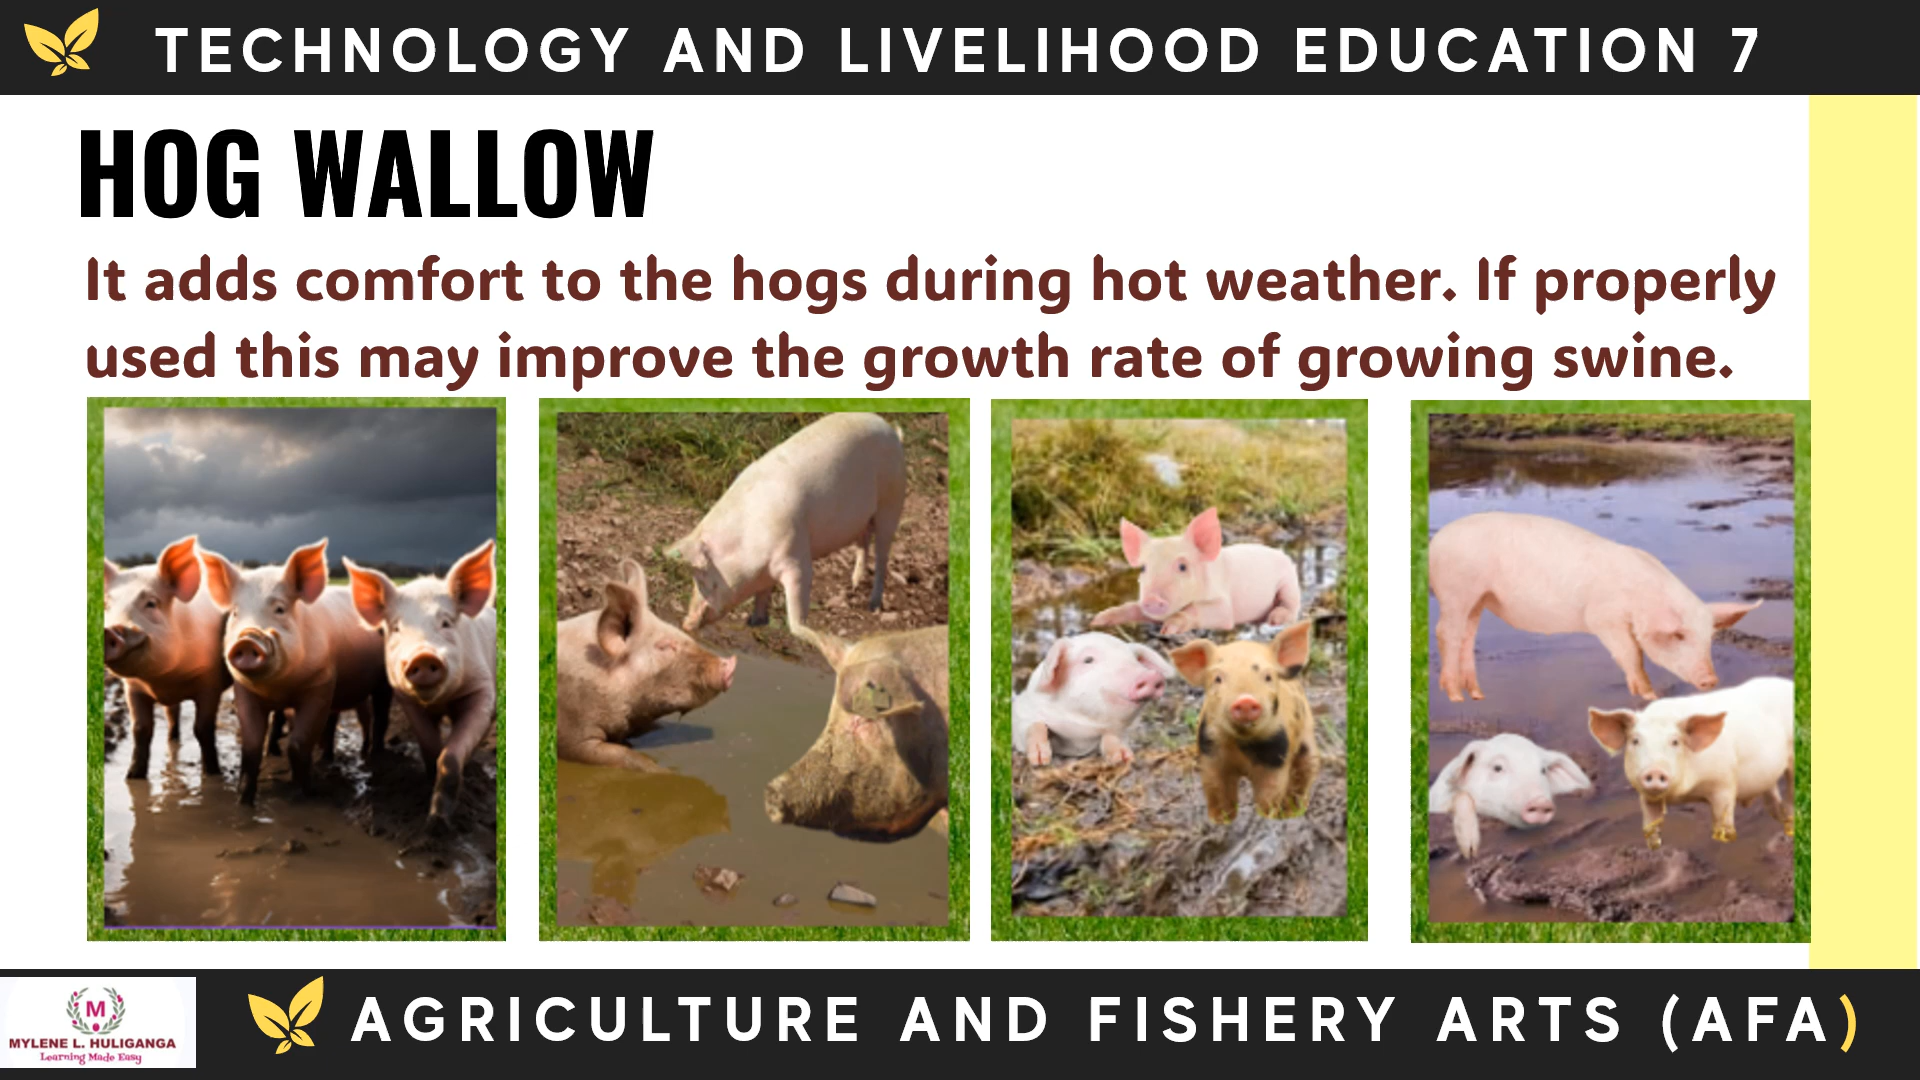 TECHNOLOGY AND LIVELIHOOD EDUCATION 7
HOG WALLOW
It adds comfort to the hogs during hot weather. If properly
used this may improve the growth rate of growing swine.
M
MYLENE L. HULIGANGA
Learning Made Easy
AGRICULTURE AND FISHERY ARTS (AFA)